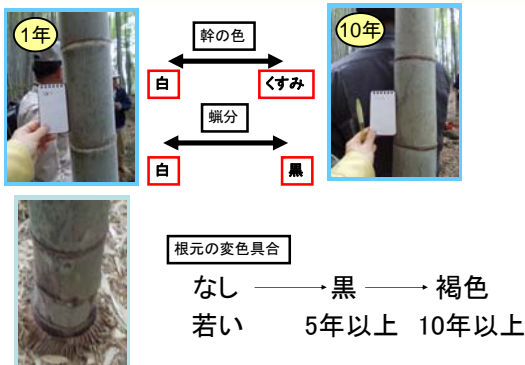 1年
幹の色
10年
白
くすみ
蝋分
白
黒
根元の変色具合
なし → 黒 → 褐色
若い 5年以上 10年以上